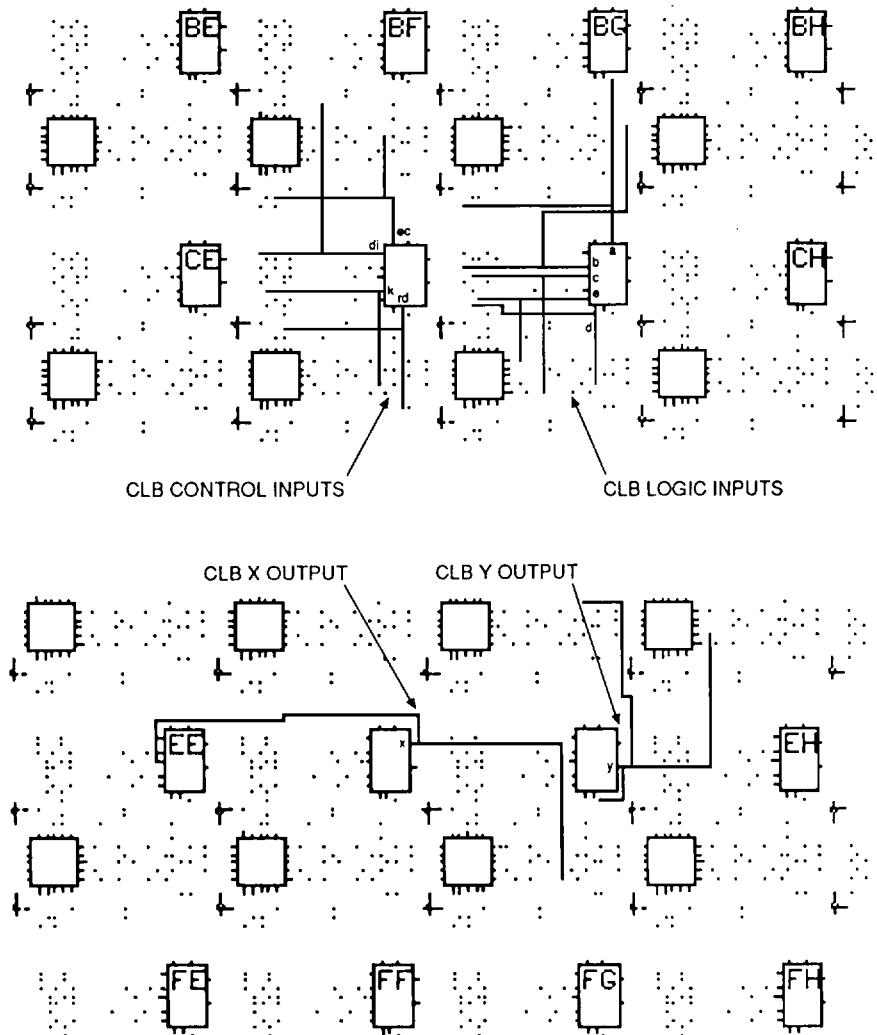 BE BF BG BH
ec
di
a
CE
b
CH
c
k
e
rd
d
CLB CONTROL INPUTS
CLB LOGIC INPUTS
CLB X OUTPUT
CLB Y OUTPUT
EE
x
EH
y
FE FF FG FH